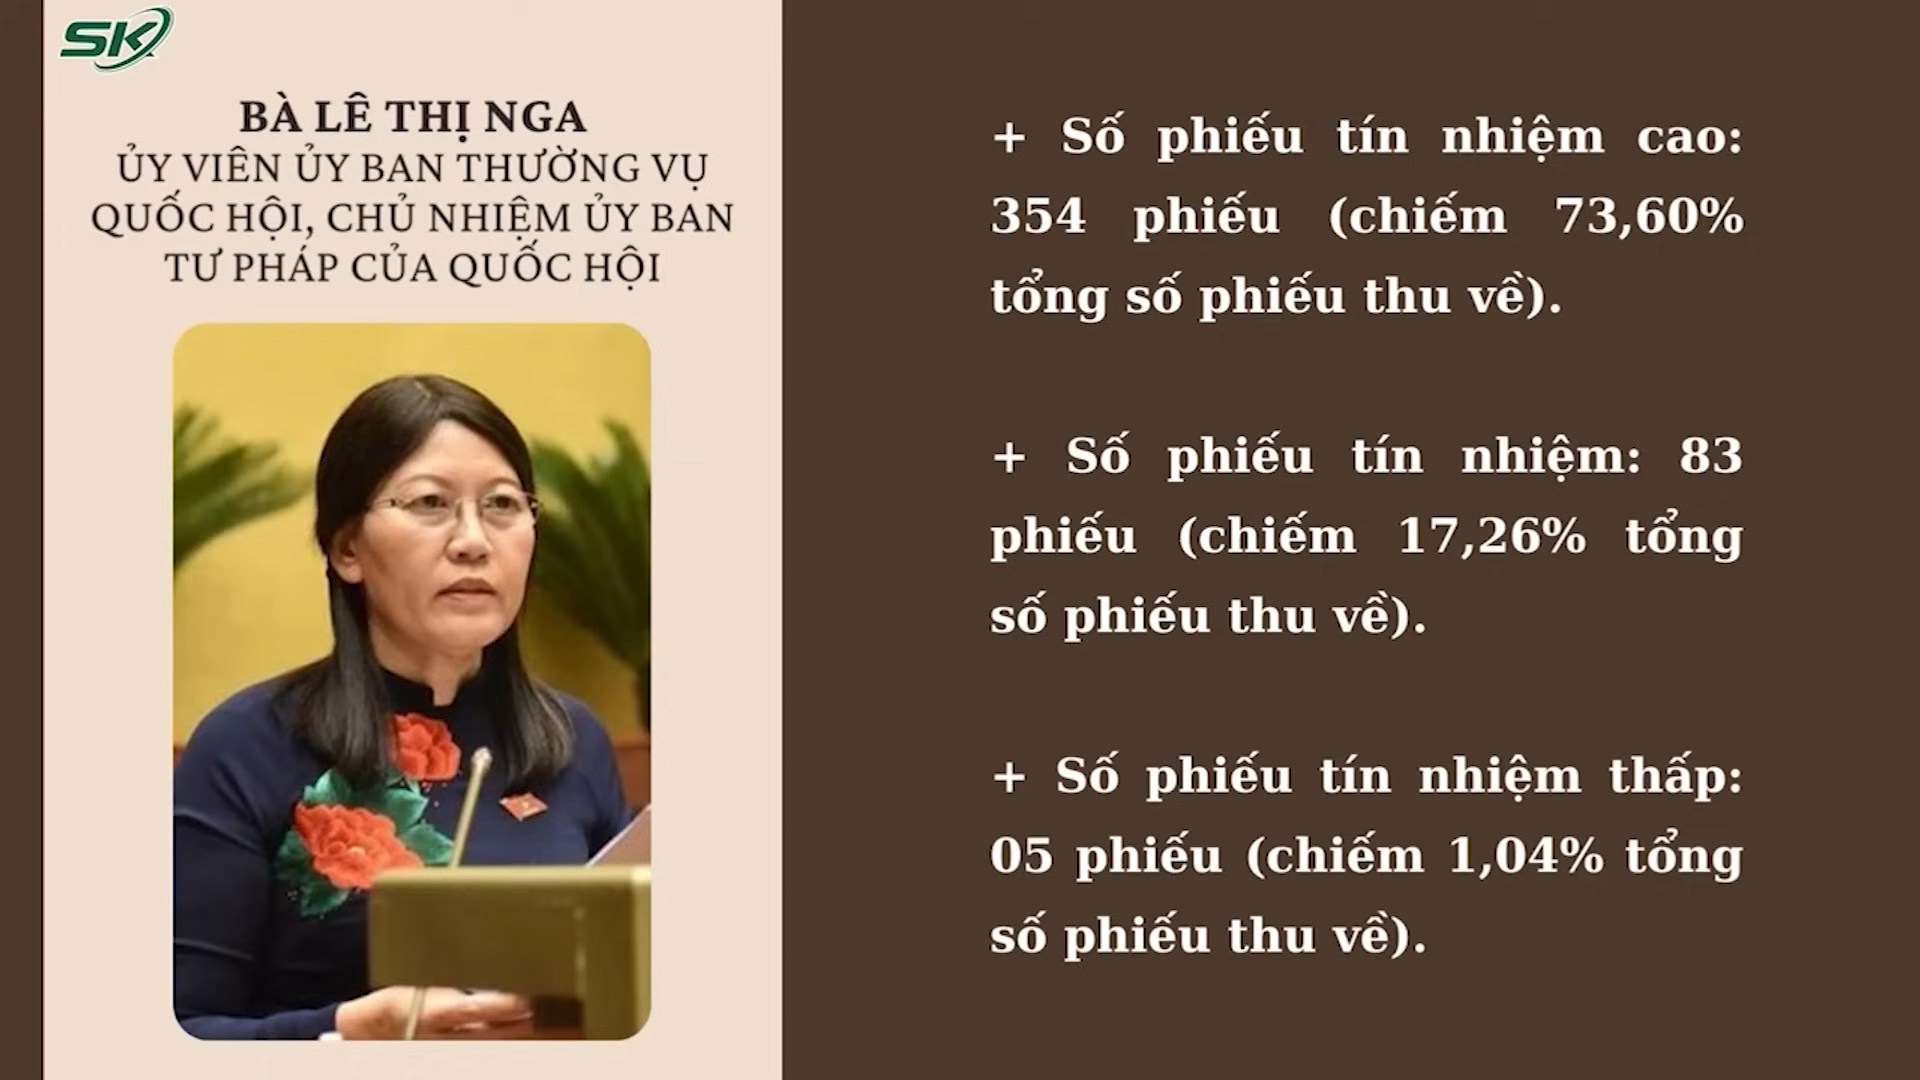 SK
BÀ LÊ THỊ NGA
ỦY VIÊN ỦY BAN THƯỜNG VỤ
QUỐC HỘI, CHỦ NHIỆM ỦY BAN
TƯ PHÁP CỦA QUỐC HỘI
+ Số phiếu tín nhiệm cao:
354 phiếu (chiếm 73,60%
tổng số phiếu thu về).
+ Số phiếu tín nhiệm: 83
phiếu (chiếm 17,26% tổng
số phiếu thu về).
+ Số phiếu tín nhiệm thấp:
05 phiếu (chiếm 1,04% tổng
số phiếu thu về).